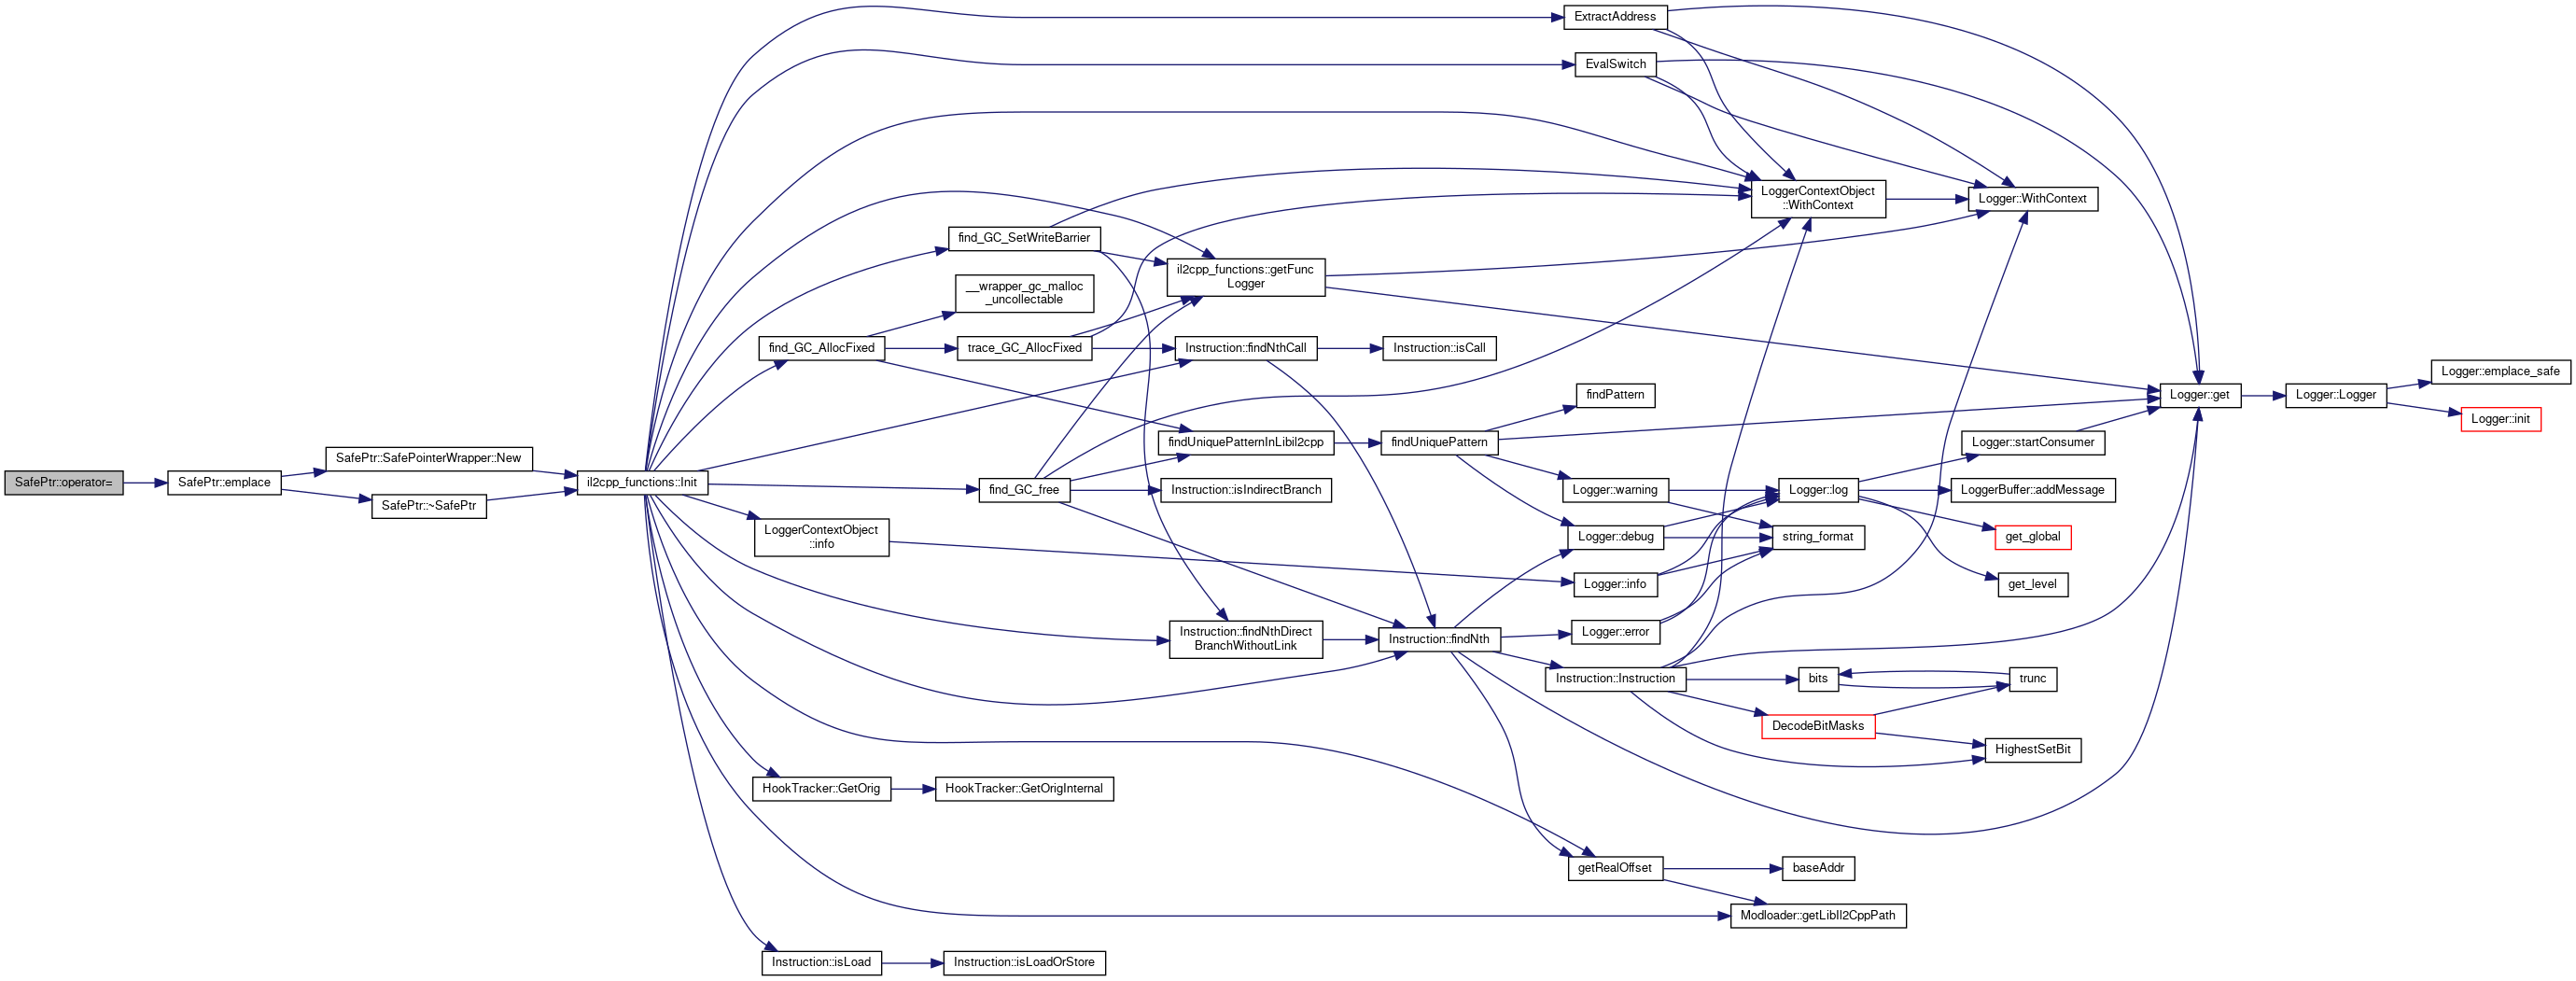 SafePtr::operator=
SafePtr::emplace
SafePtr::SafePointerWrapper::New
SafePtr::~SafePtr
il2cpp_functions::Init
ExtractAddress
EvalSwitch
LoggerContextObject
::WithContext
Logger::WithContext
find_GC_SetWriteBarrier
il2cpp_functions::getFunc
Logger
__wrapper_gc_malloc
_uncollectable
find_GC_AllocFixed
trace_GC_AllocFixed
Instruction::findNthCall
Instruction::isCall
Logger::get
Logger::Logger
Logger::emplace_safe
Logger::init
findPattern
findUniquePatternInLibil2cpp
findUniquePattern
Logger::startConsumer
find_GC_free
Instruction::isIndirectBranch
Logger::warning
Logger::log
LoggerBuffer::addMessage
LoggerContextObject
::info
Logger::debug
string_format
get_global
Logger::info
get_level
Instruction::findNthDirect
BranchWithoutLink
Instruction::findNth
Logger::error
Instruction::Instruction
bits
trunc
DecodeBitMasks
HighestSetBit
HookTracker::GetOrig
HookTracker::GetOrigInternal
getRealOffset
baseAddr
Modloader::getLibIl2CppPath
Instruction::isLoad
Instruction::isLoadOrStore